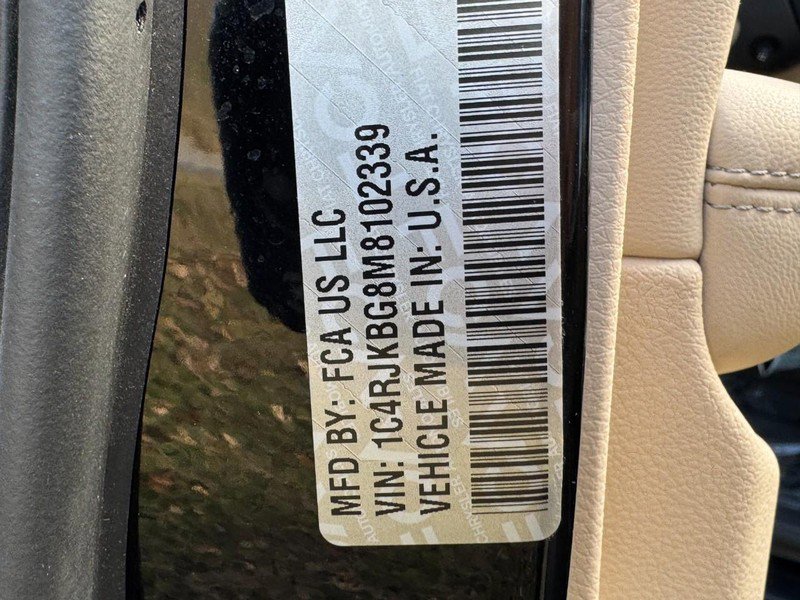 MFD BY: FCA US LLC
VIN: 1C4RJKBG8M8102339
VEHICLE MADE IN: U.S.A.